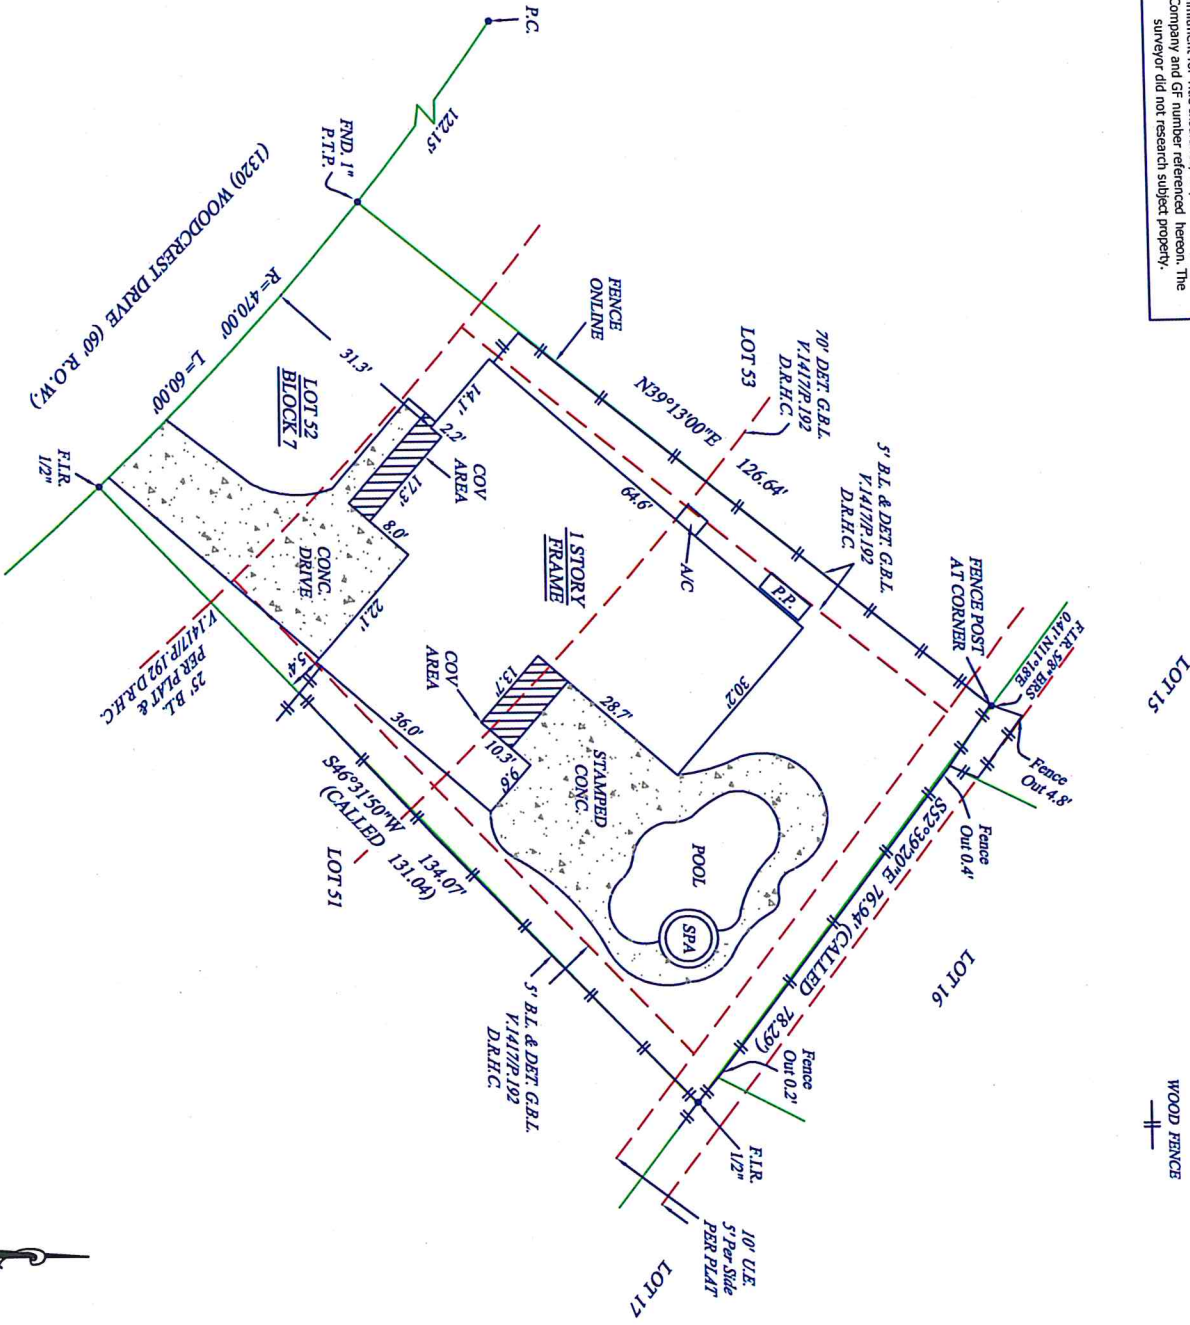 Company and GF number referenced hereon. The
surveyor did not research subject property.
P.C.
122.15'
FND. 1"
P.T.P.
(1320) WOODCREST DRIVE (60' R.O.W.)
R=470.00'
L=60.00'
F.I.R.
1/2"
31.3'
LOT 52
BLOCK 7
FENCE
ONLINE
LOT 53
70' DET. G.B.L.
V.1417/P.192
D.R.H.C.
N39°13'00"E
126.64'
5' B.L. & DET. G.B.L.
V.1417/P.192
D.R.H.C.
FENCE POST
AT CORNER
F.I.R. 5/8" BRS
0.41' N11°18'E
LOT 15
14.1'
2.2'
COV
AREA
17.3'
8.0'
64.6'
A/C
P.P.
1 STORY
FRAME
CONC.
DRIVE
22.1'
5.4'
25' B.L.
PER PLAT &
V.1417/P.192 D.R.H.C.
COV
AREA
13.7'
28.7'
30.2'
10.3'
9.6'
36.0'
STAMPED
CONC.
POOL
SPA
S46°31'50"W
134.07'
(CALLED
131.04)
LOT 51
5' B.L. & DET. G.B.L.
V.1417/P.192
D.R.H.C.
Fence
Out 4.8'
Fence
Out 0.4'
S52°39'20"E 76.94' (CALLED
78.29')
LOT 16
Fence
Out 0.2'
F.I.R.
1/2"
10' U.E.
5' Per Side
PER PLAT
LOT 17
WOOD FENCE